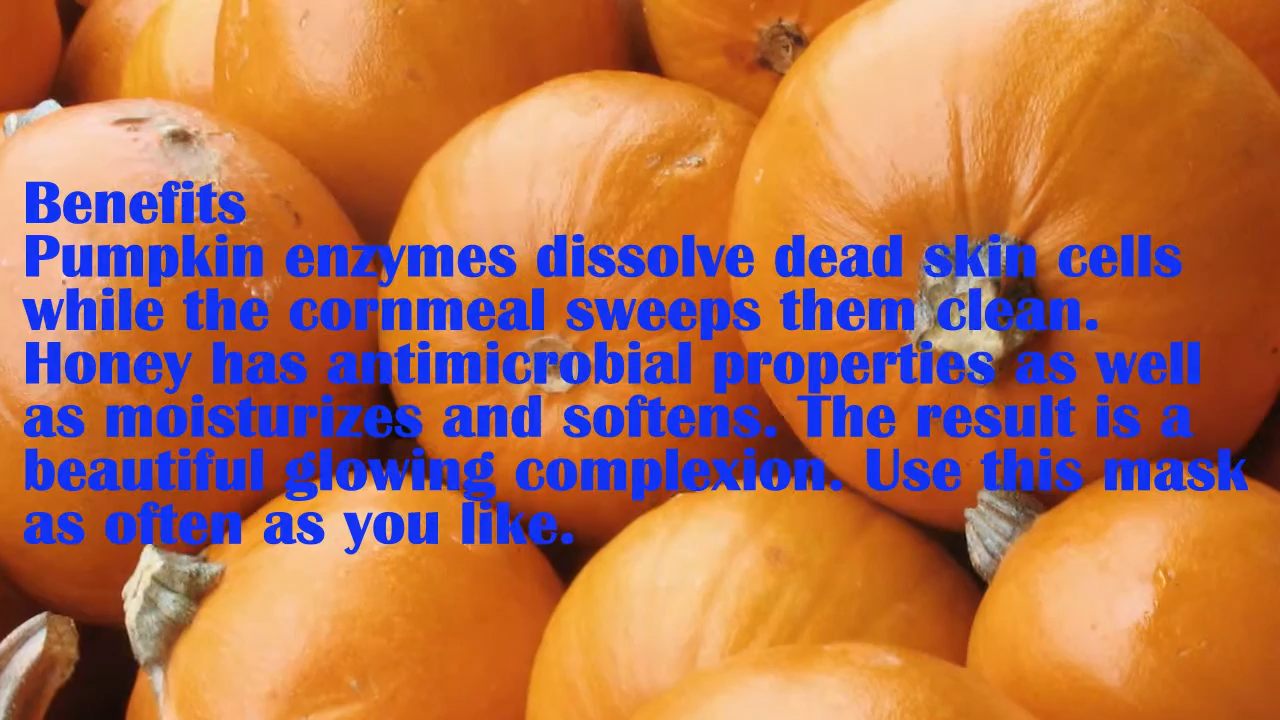 Benefits
Pumpkin enzymes dissolve dead skin cells
while the cornmeal sweeps them clean.
Honey has antimicrobial properties as well
as moisturizes and softens. The result is a
beautiful glowing complexion. Use this mask
as often as you like.